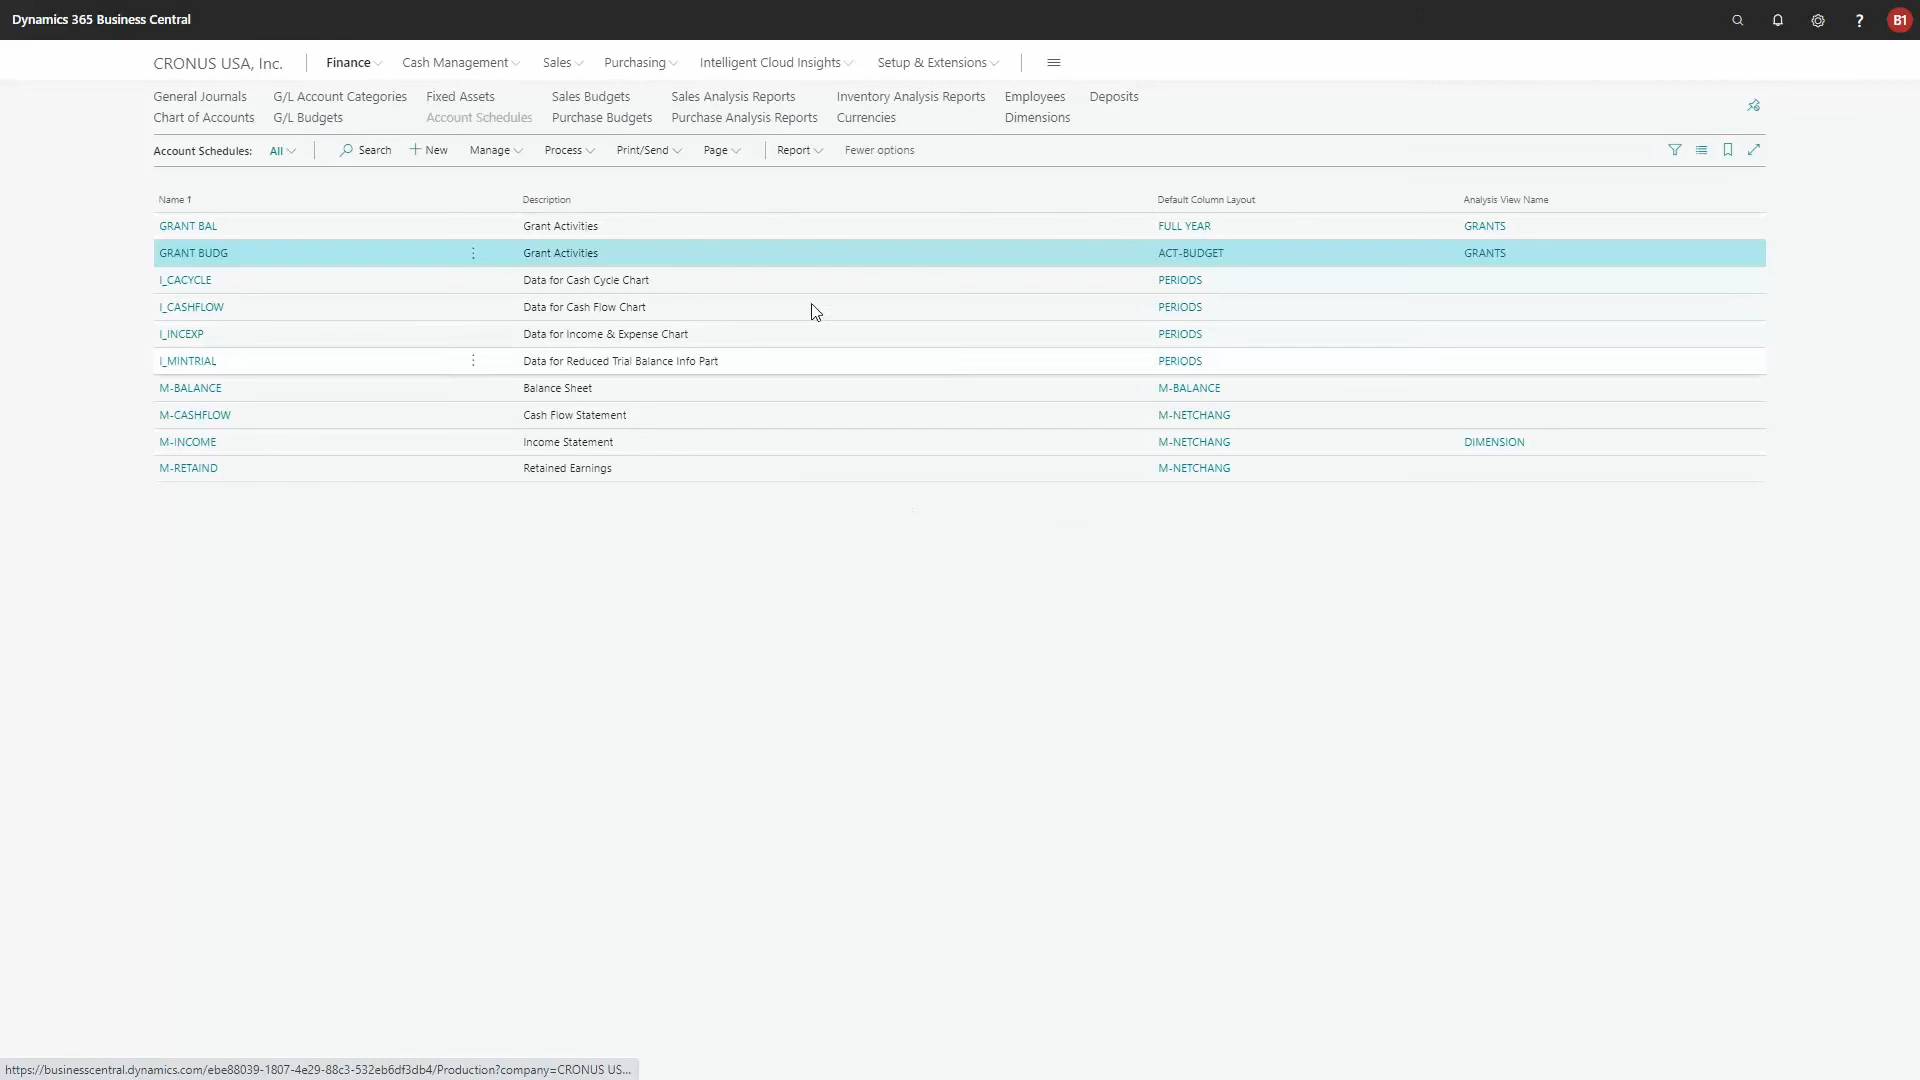 Dynamics 365 Business Central
? B1
CRONUS USA, Inc. Finance Cash Management Sales Purchasing Intelligent Cloud Insights Setup & Extensions
General Journals G/L Account Categories Fixed Assets Sales Budgets Sales Analysis Reports Inventory Analysis Reports Employees Deposits
Chart of Accounts G/L Budgets Account Schedules Purchase Budgets Purchase Analysis Reports Currencies Dimensions
Account Schedules: All Search + New Manage Process Print/Send Page Report Fewer options
Name ↑ Description Default Column Layout Analysis View Name
GRANT BAL Grant Activities FULL YEAR GRANTS
GRANT BUDG Grant Activities ACT-BUDGET GRANTS
I_CACYCLE Data for Cash Cycle Chart PERIODS
I_CASHFLOW Data for Cash Flow Chart PERIODS
I_INCEXP Data for Income & Expense Chart PERIODS
I_MINTRIAL Data for Reduced Trial Balance Info Part PERIODS
M-BALANCE Balance Sheet M-BALANCE
M-CASHFLOW Cash Flow Statement M-NETCHANG
M-INCOME Income Statement M-NETCHANG DIMENSION
M-RETAIND Retained Earnings M-NETCHANG
https://businesscentral.dynamics.com/ebe88039-1807-4e29-88c3-532eb6df3db4/Production?company=CRONUS US...